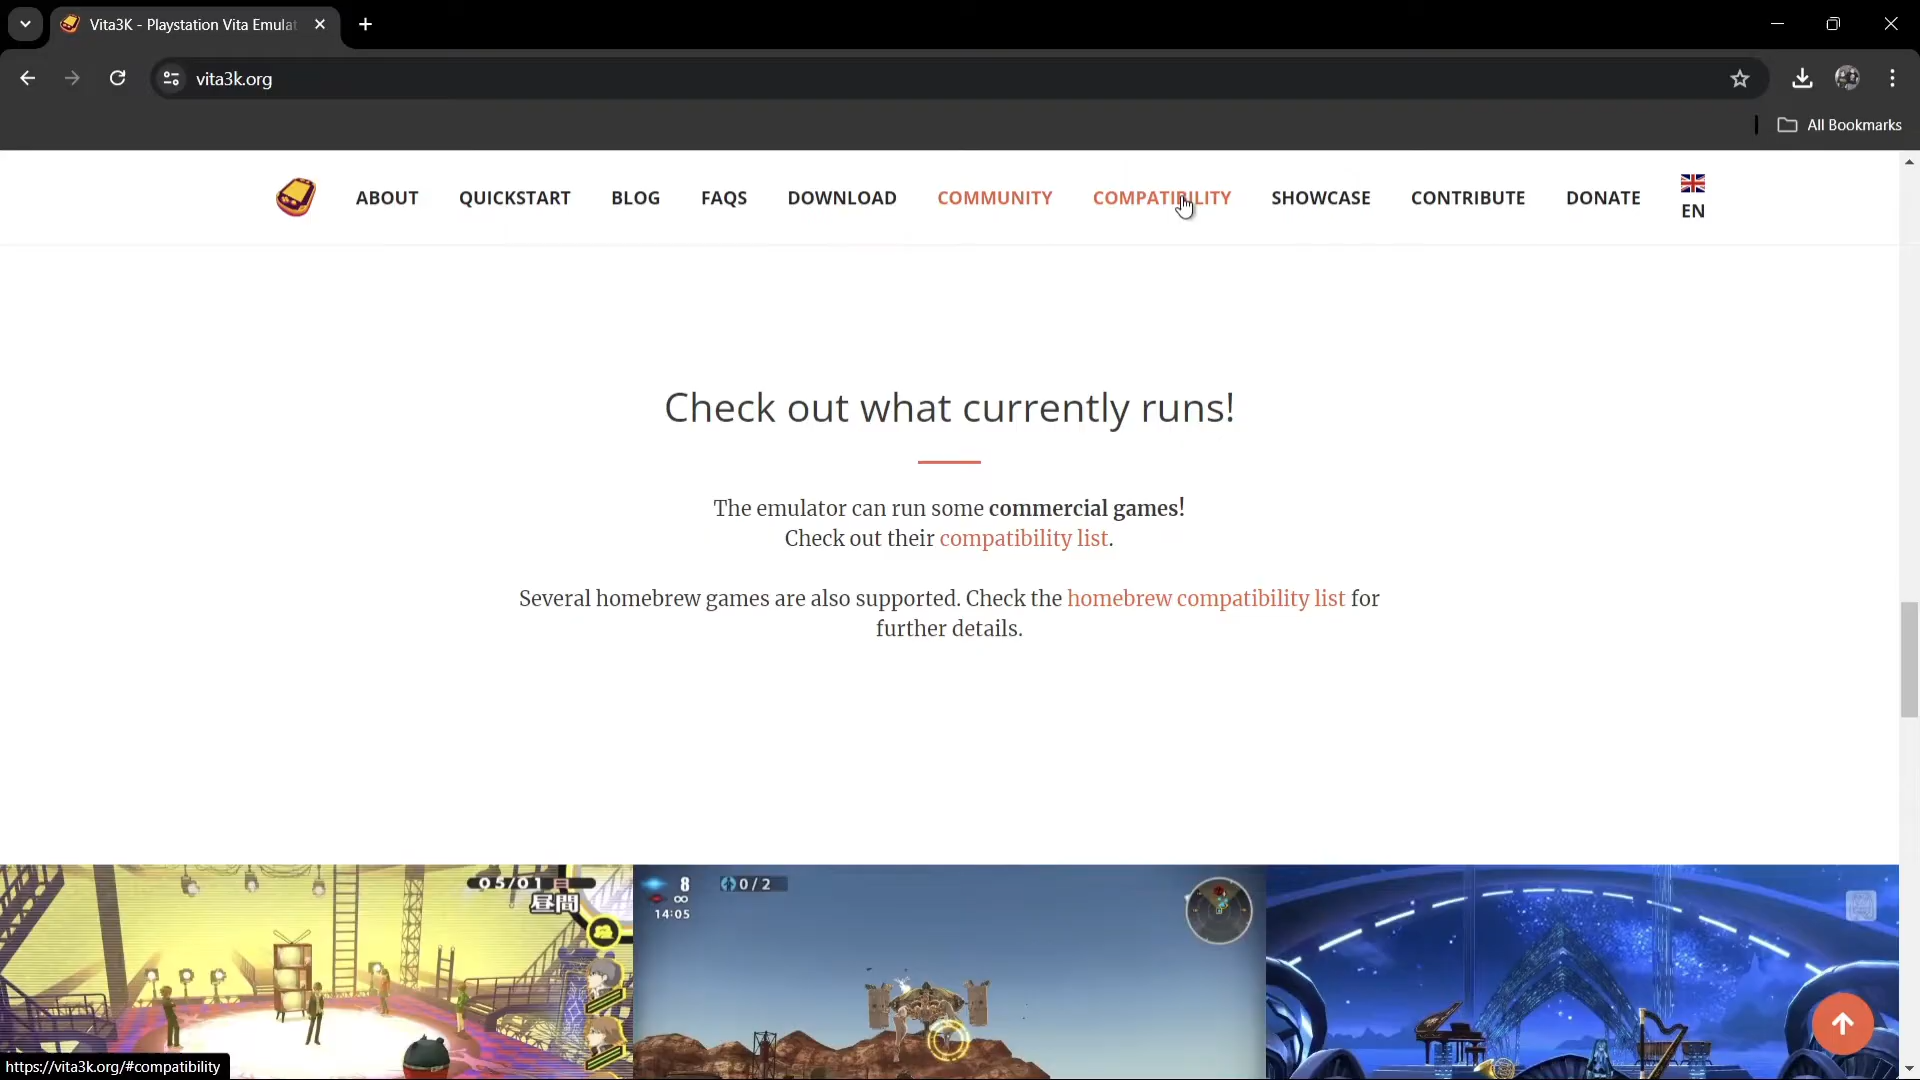 Vita3K - Playstation Vita Emulat
vita3k.org
All Bookmarks
ABOUT QUICKSTART BLOG FAQS DOWNLOAD COMMUNITY COMPATIBILITY SHOWCASE CONTRIBUTE DONATE EN
Check out what currently runs!
The emulator can run some commercial games!
Check out their compatibility list.
Several homebrew games are also supported. Check the homebrew compatibility list for
further details.
05/01 日
昼間
8 0/2
∞
14:05
https://vita3k.org/#compatibility